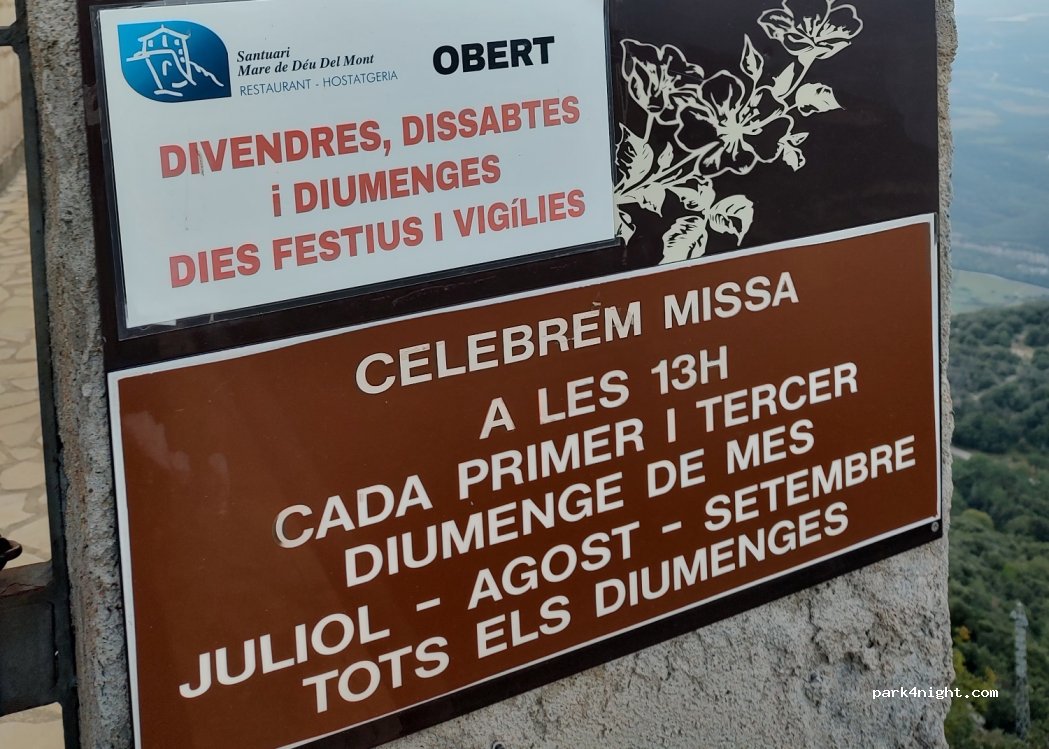 Santuari
Mare de Déu Del Mont
RESTAURANT - HOSTATGERIA
OBERT
DIVENDRES, DISSABTES
i DIUMENGES
DIES FESTIUS I VIGíLIES
CELEBREM MISSA
A LES 13H
CADA PRIMER I TERCER
DIUMENGE DE MES
JULIOL - AGOST - SETEMBRE
TOTS ELS DIUMENGES
park4night.com